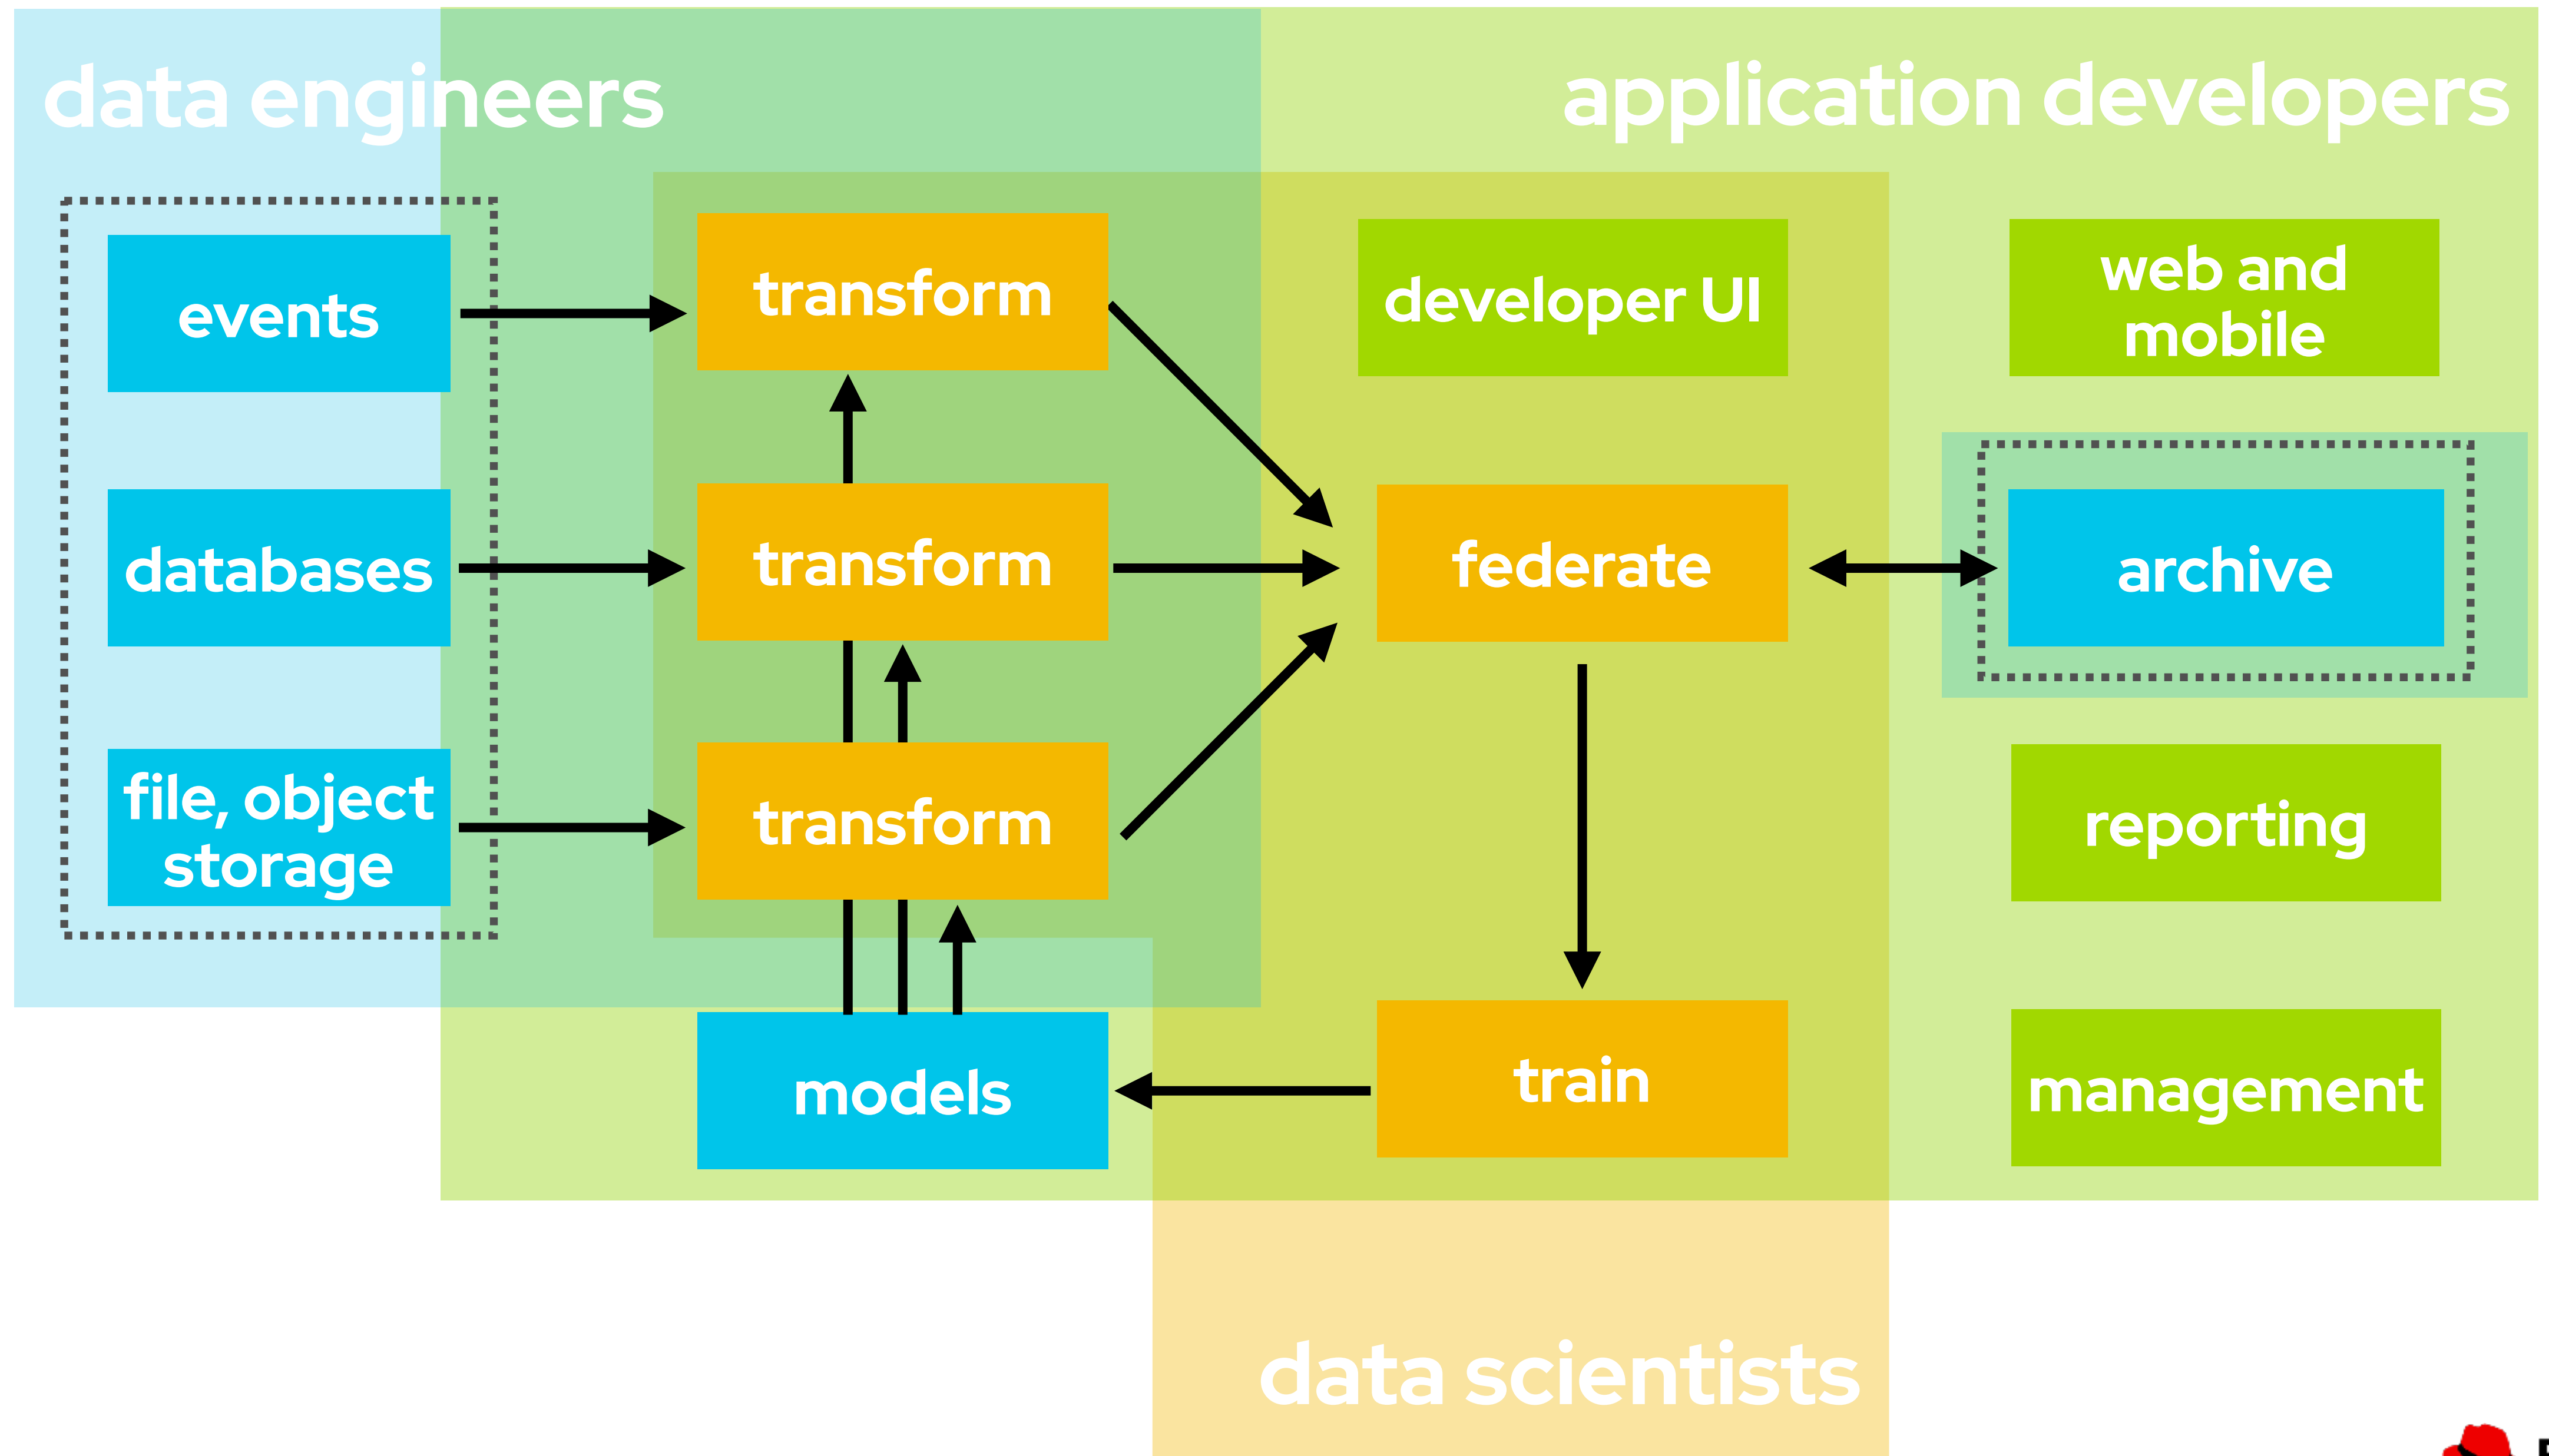 data engineers
application developers
events
transform
developer UI
web and
mobile
databases
transform
federate
archive
file, object
storage
transform
reporting
models
train
management
data scientists